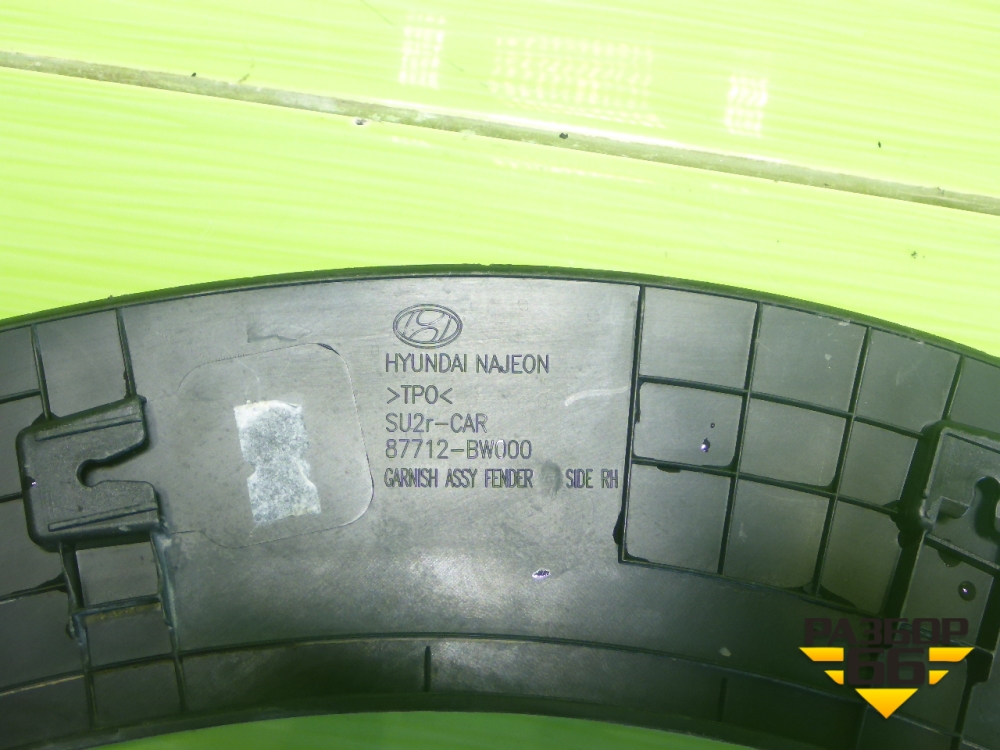 HYUNDAI NAJEON
>TPO<
SU2r-CAR
87712-BW000
GARNISH ASSY FENDER SIDE RH
РАЗБОР
66